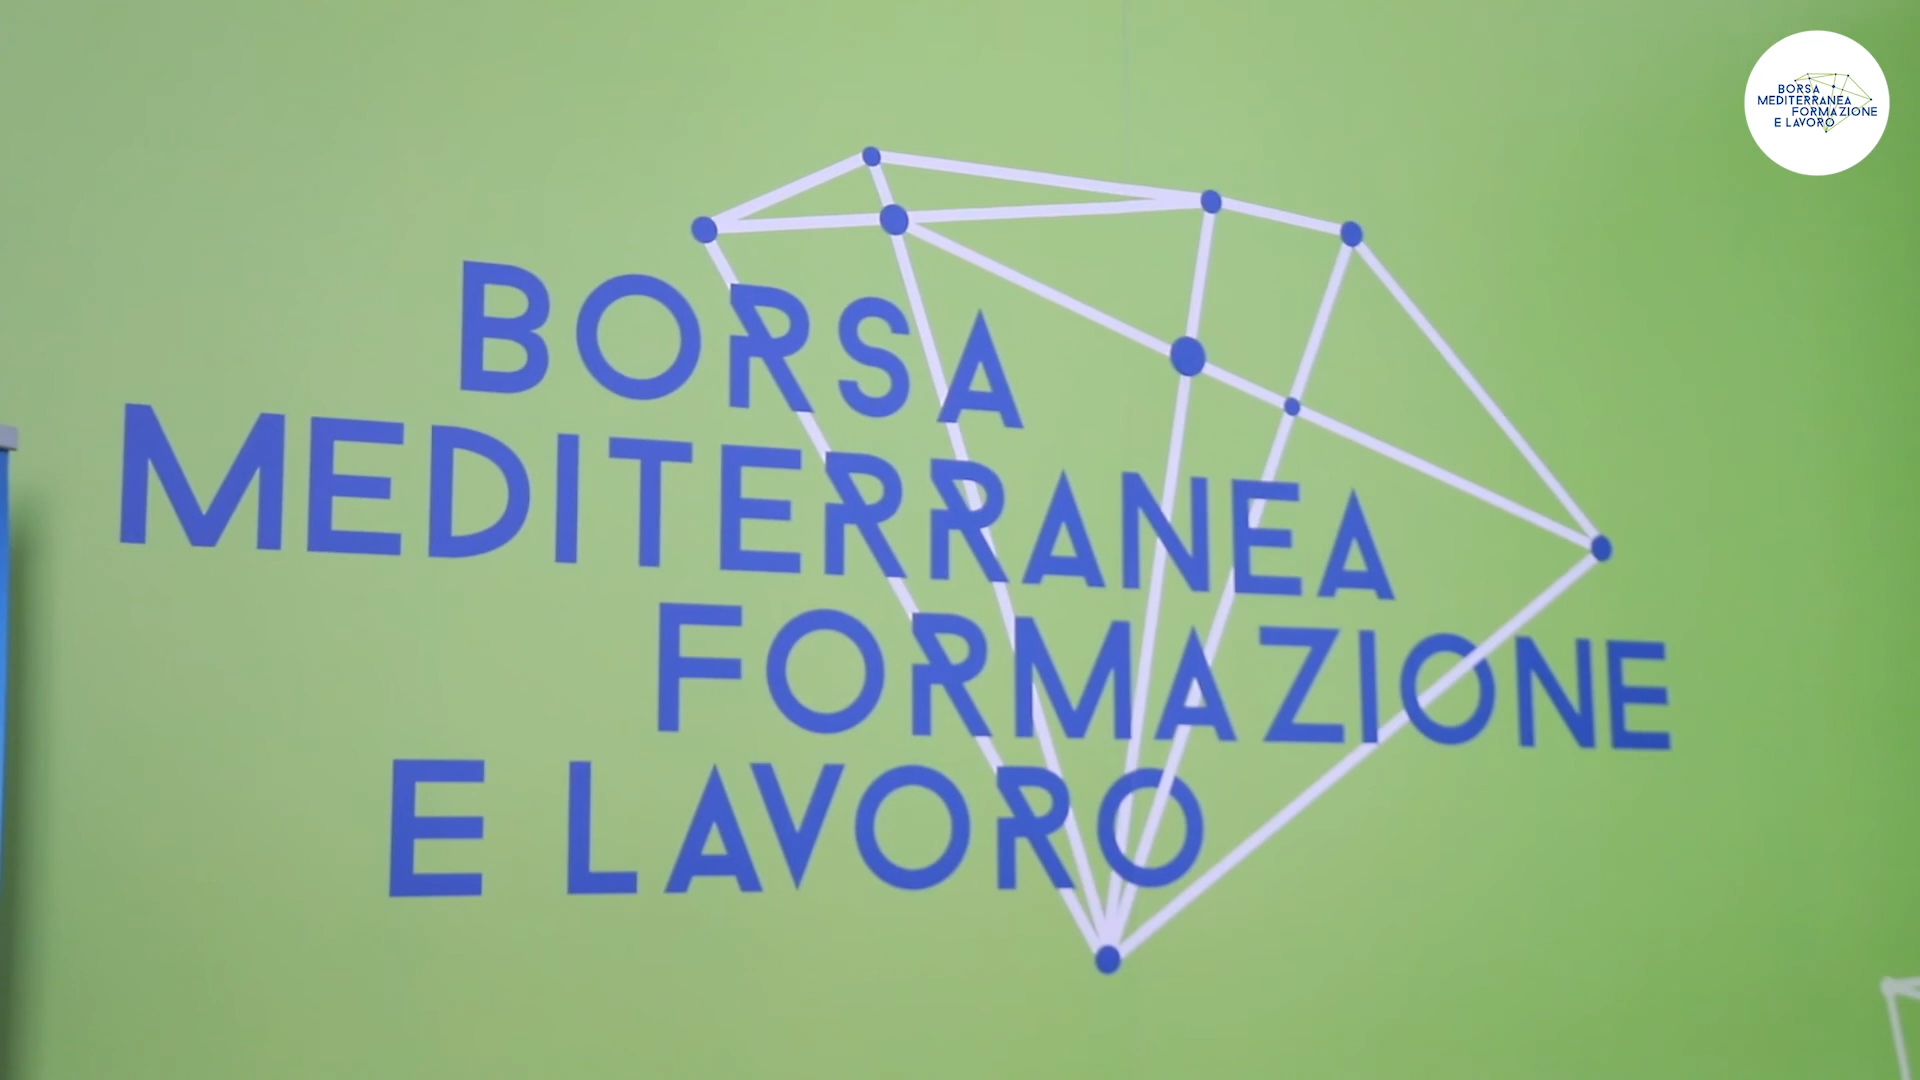 BORSA
MEDITERRANEA
FORMAZIONE
E LAVORO
BORSA
MEDITERRANEA
FORMAZIONE
E LAVORO